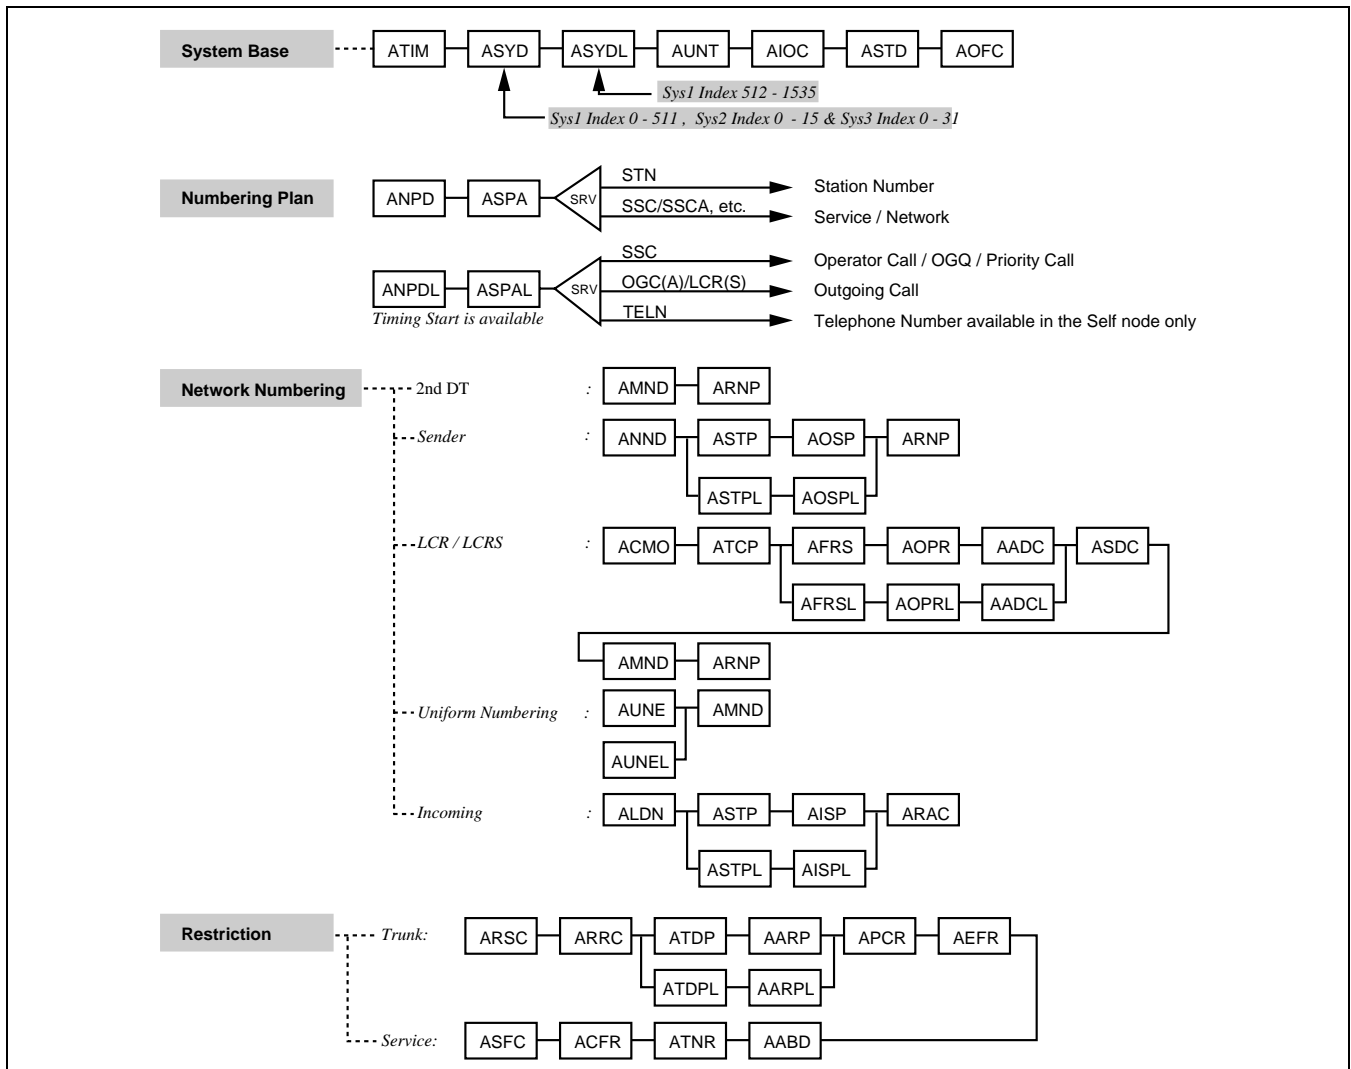 System Base ATIM ASYD ASYDL AUNT AIOC ASTD AOFC
Sys1 Index 512 - 1535
Sys1 Index 0 - 511 , Sys2 Index 0 - 15 & Sys3 Index 0 - 31
Numbering Plan ANPD ASPA SRV
STN Station Number
SSC/SSCA, etc. Service / Network
ANPDL ASPAL SRV
Timing Start is available
SSC Operator Call / OGQ / Priority Call
OGC(A)/LCR(S) Outgoing Call
TELN Telephone Number available in the Self node only
Network Numbering 2nd DT : AMND ARNP
Sender : ANND ASTP AOSP ARNP
ASTPL AOSPL
LCR / LCRS : ACMO ATCP AFRS AOPR AADC ASDC
AFRSL AOPRL AADCL
AMND ARNP
Uniform Numbering : AUNE AMND
AUNEL
Incoming : ALDN ASTP AISP ARAC
ASTPL AISPL
Restriction Trunk: ARSC ARRC ATDP AARP APCR AEFR
ATDPL AARPL
Service: ASFC ACFR ATNR AABD